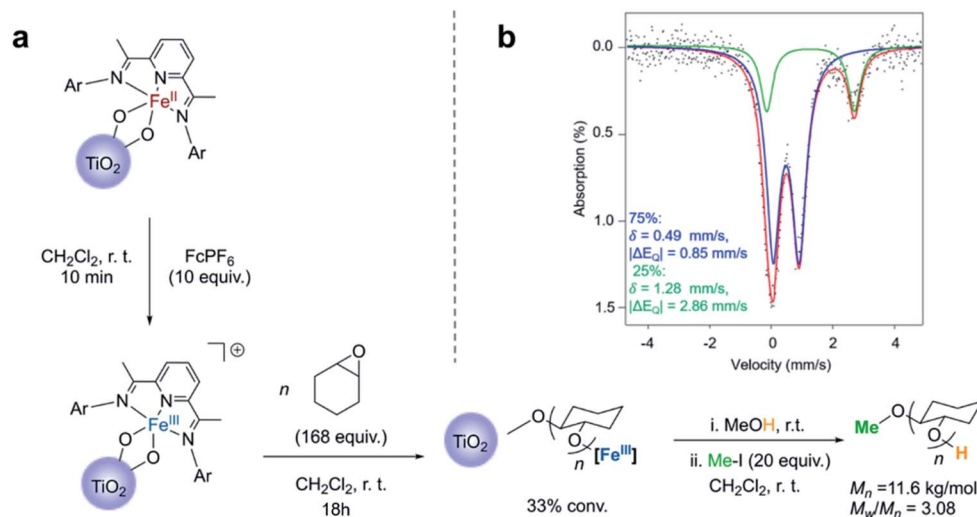 a
N
N
Ar
Fe^II
O
O
N
Ar
TiO2
CH2Cl2, r. t.
10 min
FcPF6
(10 equiv.)
⊕
N
Ar
N
Fe^III
O
O
N
Ar
TiO2
n
O
(168 equiv.)
CH2Cl2, r. t.
18h
TiO2
O
O
n
[Fe^III]
33% conv.
i. MeOH, r.t.
ii. Me-I (20 equiv.)
CH2Cl2, r. t.
Me
O
O
n
H
Mn =11.6 kg/mol
Mw/Mn = 3.08
b
0.0
0.5
1.0
1.5
Absorption (%)
75%:
δ = 0.49 mm/s,
|ΔEQ| = 0.85 mm/s
25%:
δ = 1.28 mm/s,
|ΔEQ| = 2.86 mm/s
-4 -2 0 2 4
Velocity (mm/s)